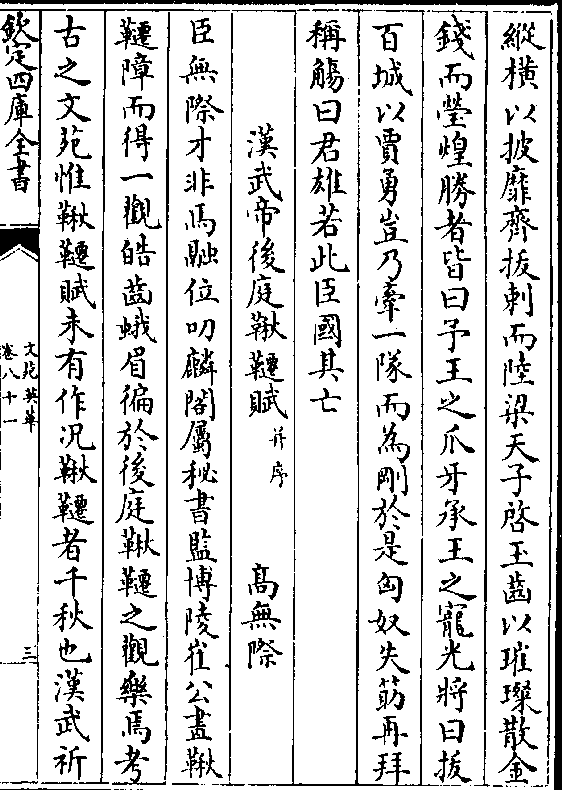 縱橫以披靡齊拔刺而陸梁天子啓玉齒以璀璨散金
錢而瑩煌勝者皆曰予王之爪牙承王之寵光將曰拔
百城以賈勇豈乃牽一隊而為剛於是匈奴失筯再拜
稱觴曰君雄若此臣國其亡
漢武帝後庭鞦韆賦 并序 髙無際
臣無際才非馬融位叨麟閣屬秘書監博陵崔公盡鞦
韆障而得一觀皓齒蛾眉徧於後庭鞦韆之觀樂焉考
古之文苑惟鞦韆賦未有作况鞦韆者千秋也漢武祈
欽定四庫全書
文苑英華
卷八十一
三